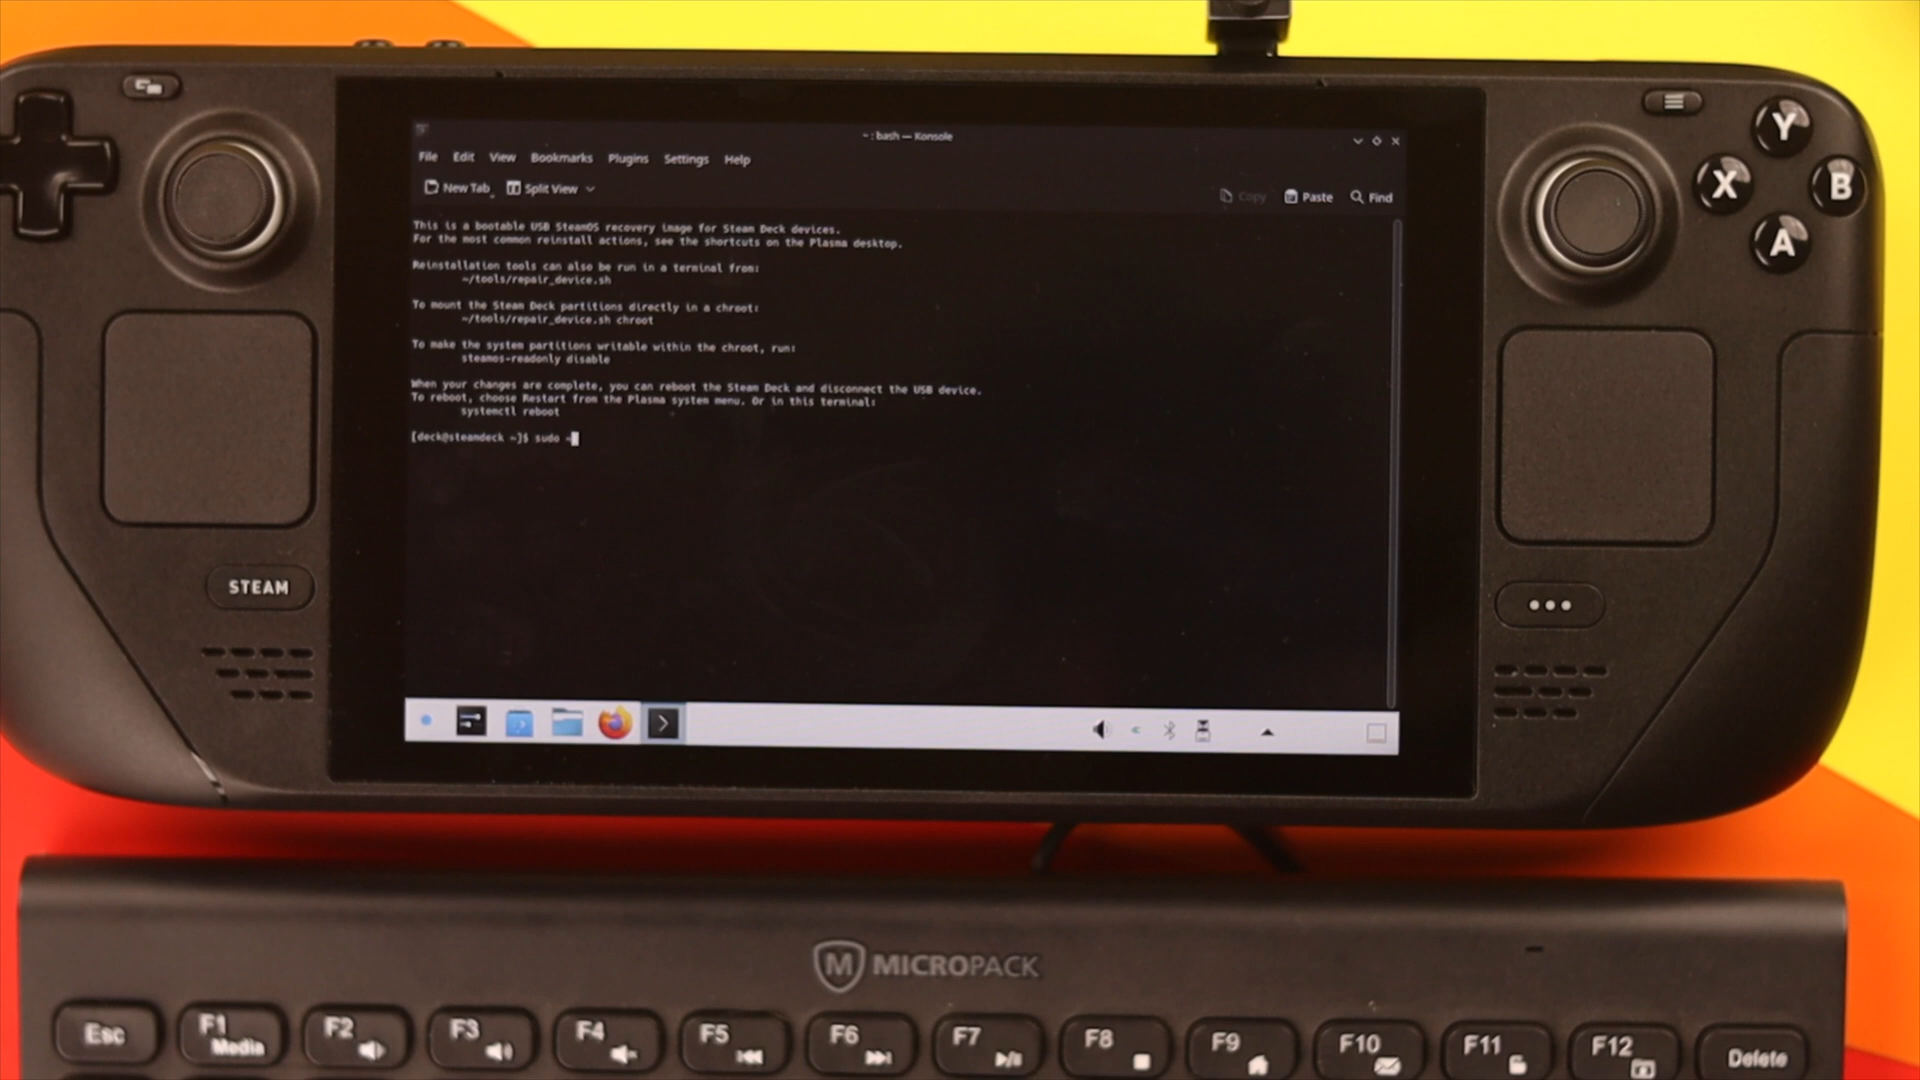 ~ : bash — Konsole
File Edit View Bookmarks Plugins Settings Help
New Tab Split View
Copy Paste Find
This is a bootable USB SteamOS recovery image for Steam Deck devices.
For the most common reinstall actions, see the shortcuts on the Plasma desktop.
Reinstallation tools can also be run in a terminal from:
~/tools/repair_device.sh
To mount the Steam Deck partitions directly in a chroot:
~/tools/repair_device.sh chroot
To make the system partitions writable within the chroot, run:
steamos-readonly disable
When your changes are complete, you can reboot the Steam Deck and disconnect the USB device.
To reboot, choose Restart from the Plasma system menu. Or in this terminal:
systemctl reboot
[deck@steamdeck ~]$ sudo ~
Y
X B
A
STEAM
M MICROPACK
Esc F1 Media F2 F3 F4 F5 F6 F7 F8 F9 F10 F11 F12 Delete